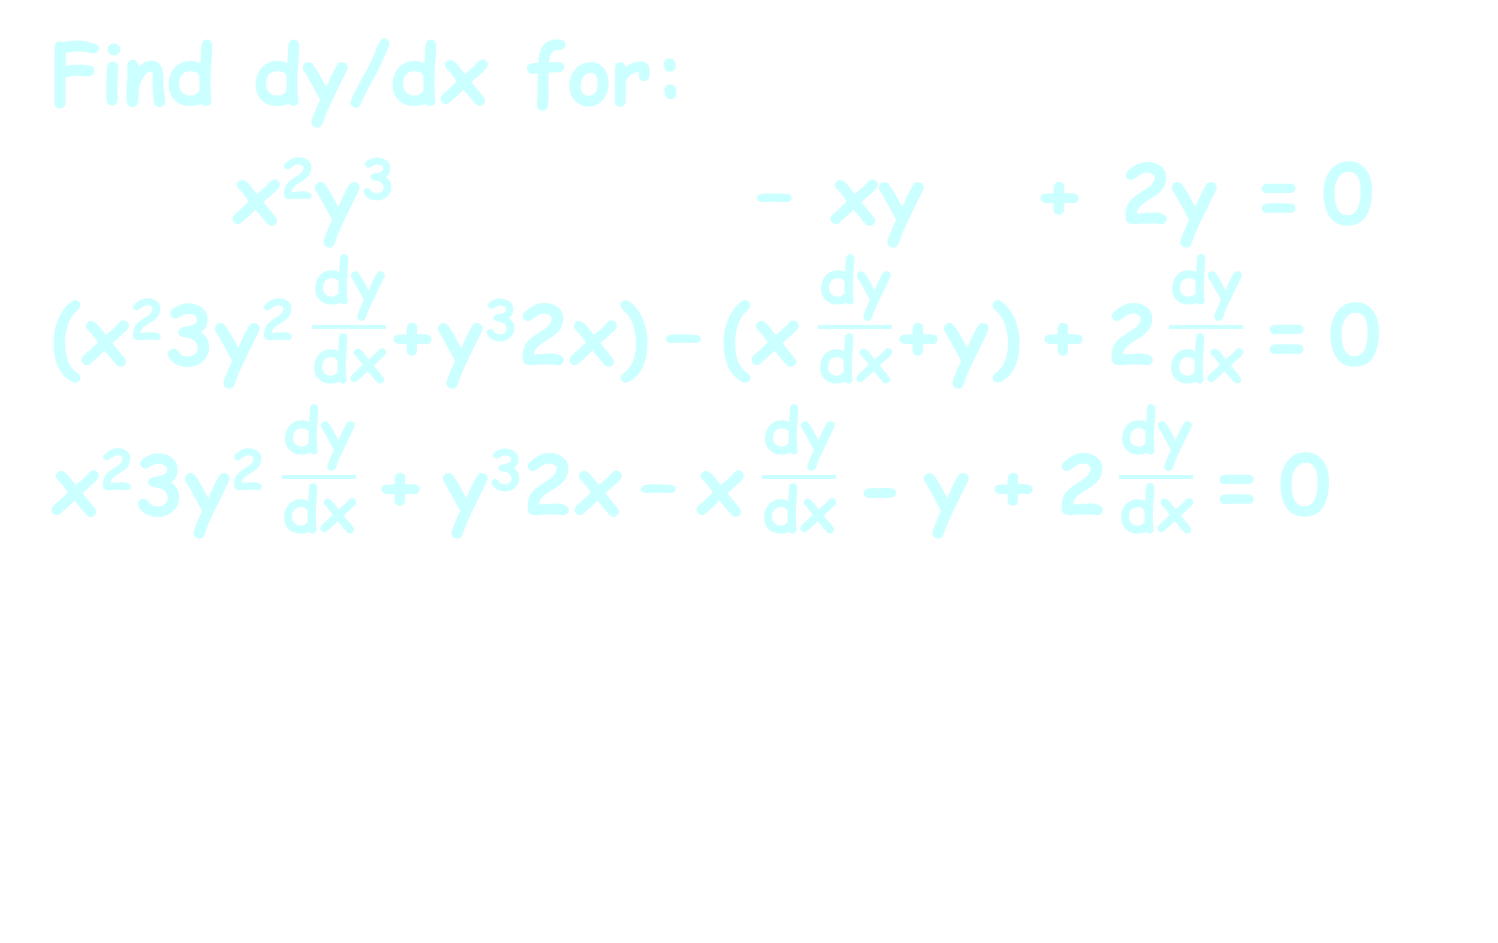 Find dy/dx for:
x²y³ - xy + 2y = 0
(x²3y² dy/dx +y³2x) - (x dy/dx +y) + 2 dy/dx = 0
x²3y² dy/dx + y³2x - x dy/dx - y + 2 dy/dx = 0